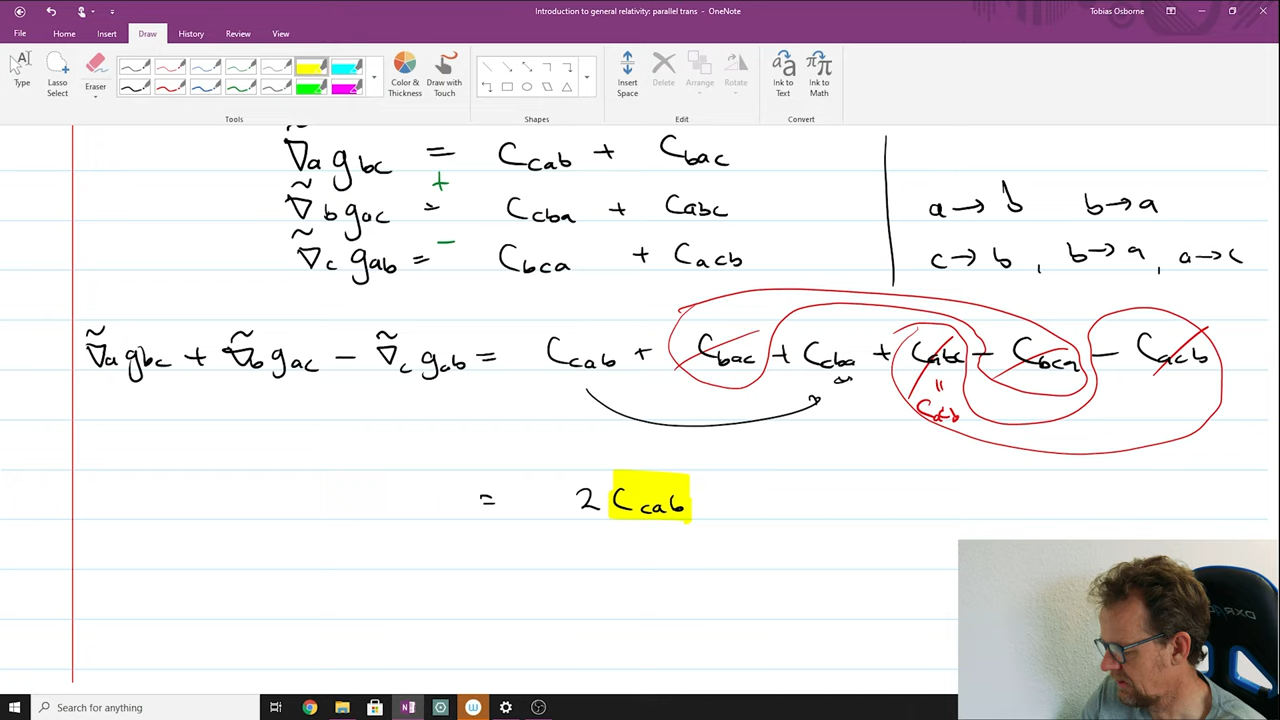 Introduction to general relativity: parallel trans - OneNote
Tobias Osborne
File Home Insert Draw History Review View
Type Lasso Select Eraser Color & Thickness Draw with Touch Insert Space Delete Arrange Rotate Ink to Text Ink to Math
Tools Shapes Edit Convert
∇̃a gbc = Ccab + Cbac
+
∇̃b gac = Ccba + Cabc
a → b b → a
−
∇̃c gab = Cbca + Cacb
c → b , b → a , a → c
∇̃a gbc + ∇̃b gac − ∇̃c gab = Ccab + Cbac + Ccba + Cabc − Cbca − Cacb
=
Cacb
= 2 Ccab
DXR
Search for anything